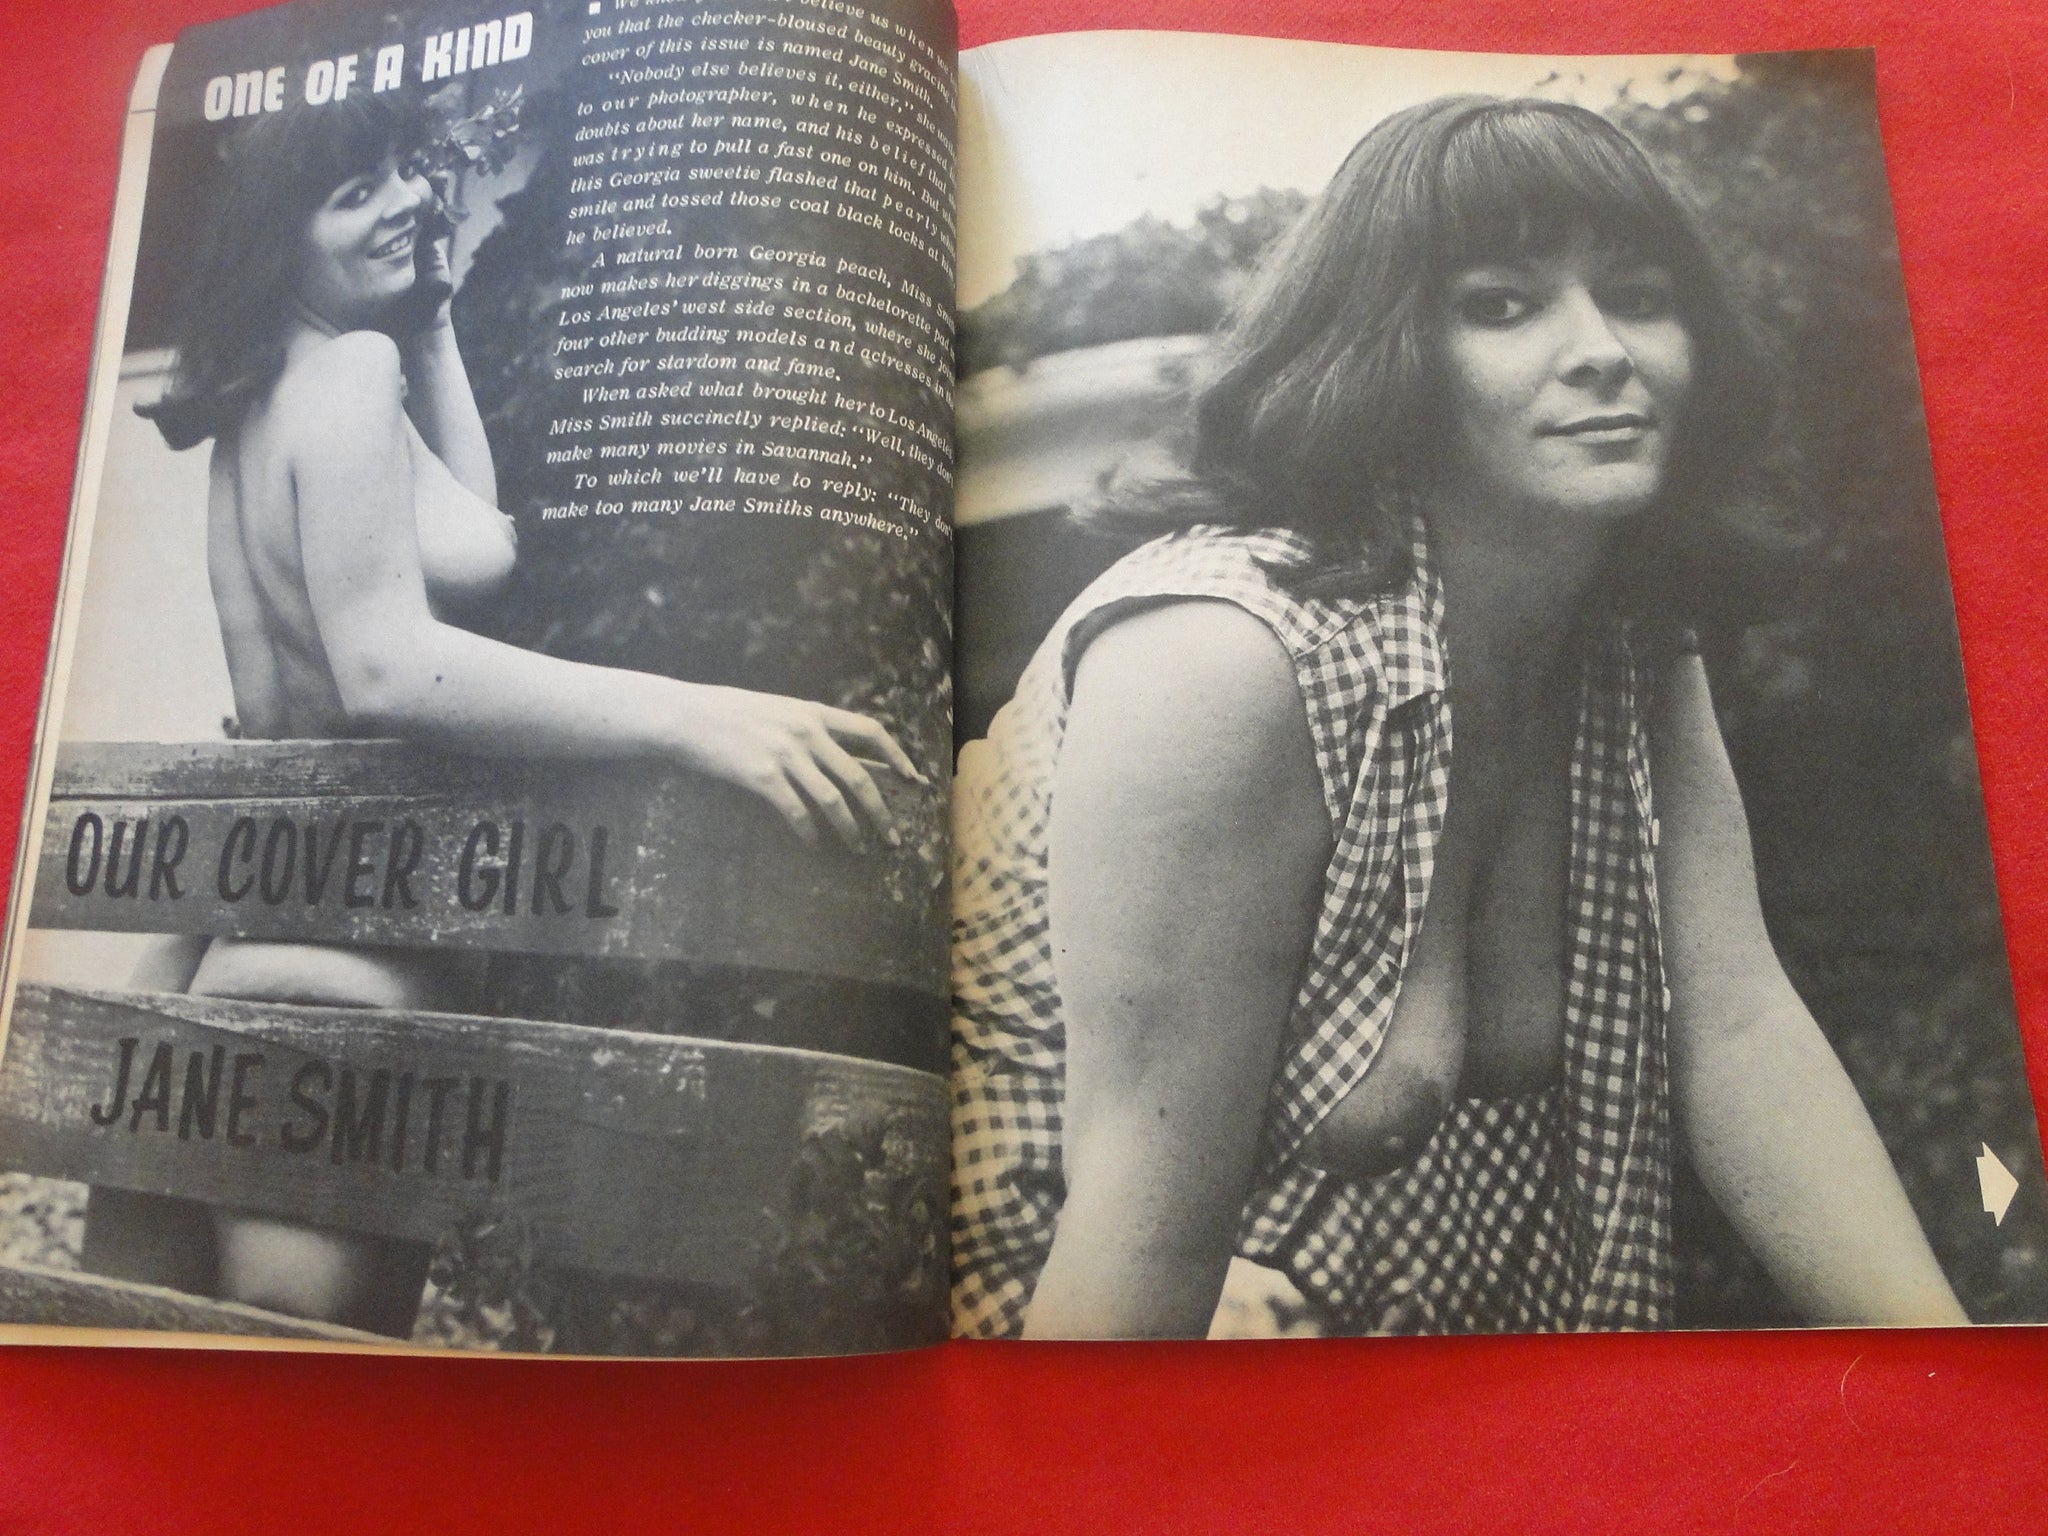 ONE OF A KIND
you that the checker-bloused beauty gracing
cover of this issue is named Jane Smith.
"Nobody else believes it, either," she
to our photographer, when he expressed
doubts about her name, and his belief that
was trying to pull a fast one on him. But
this Georgia sweetie flashed that pearly
smile and tossed those coal black locks at
he believed.
A natural born Georgia peach, Miss
now makes her diggings in a bachelorette pad
Los Angeles' west side section, where she
four other budding models and actresses in
search for stardom and fame.
When asked what brought her to Los Angeles,
Miss Smith succinctly replied: "Well, they don't
make many movies in Savannah."
To which we'll have to reply: "They don't
make too many Jane Smiths anywhere."
OUR COVER GIRL
JANE SMITH